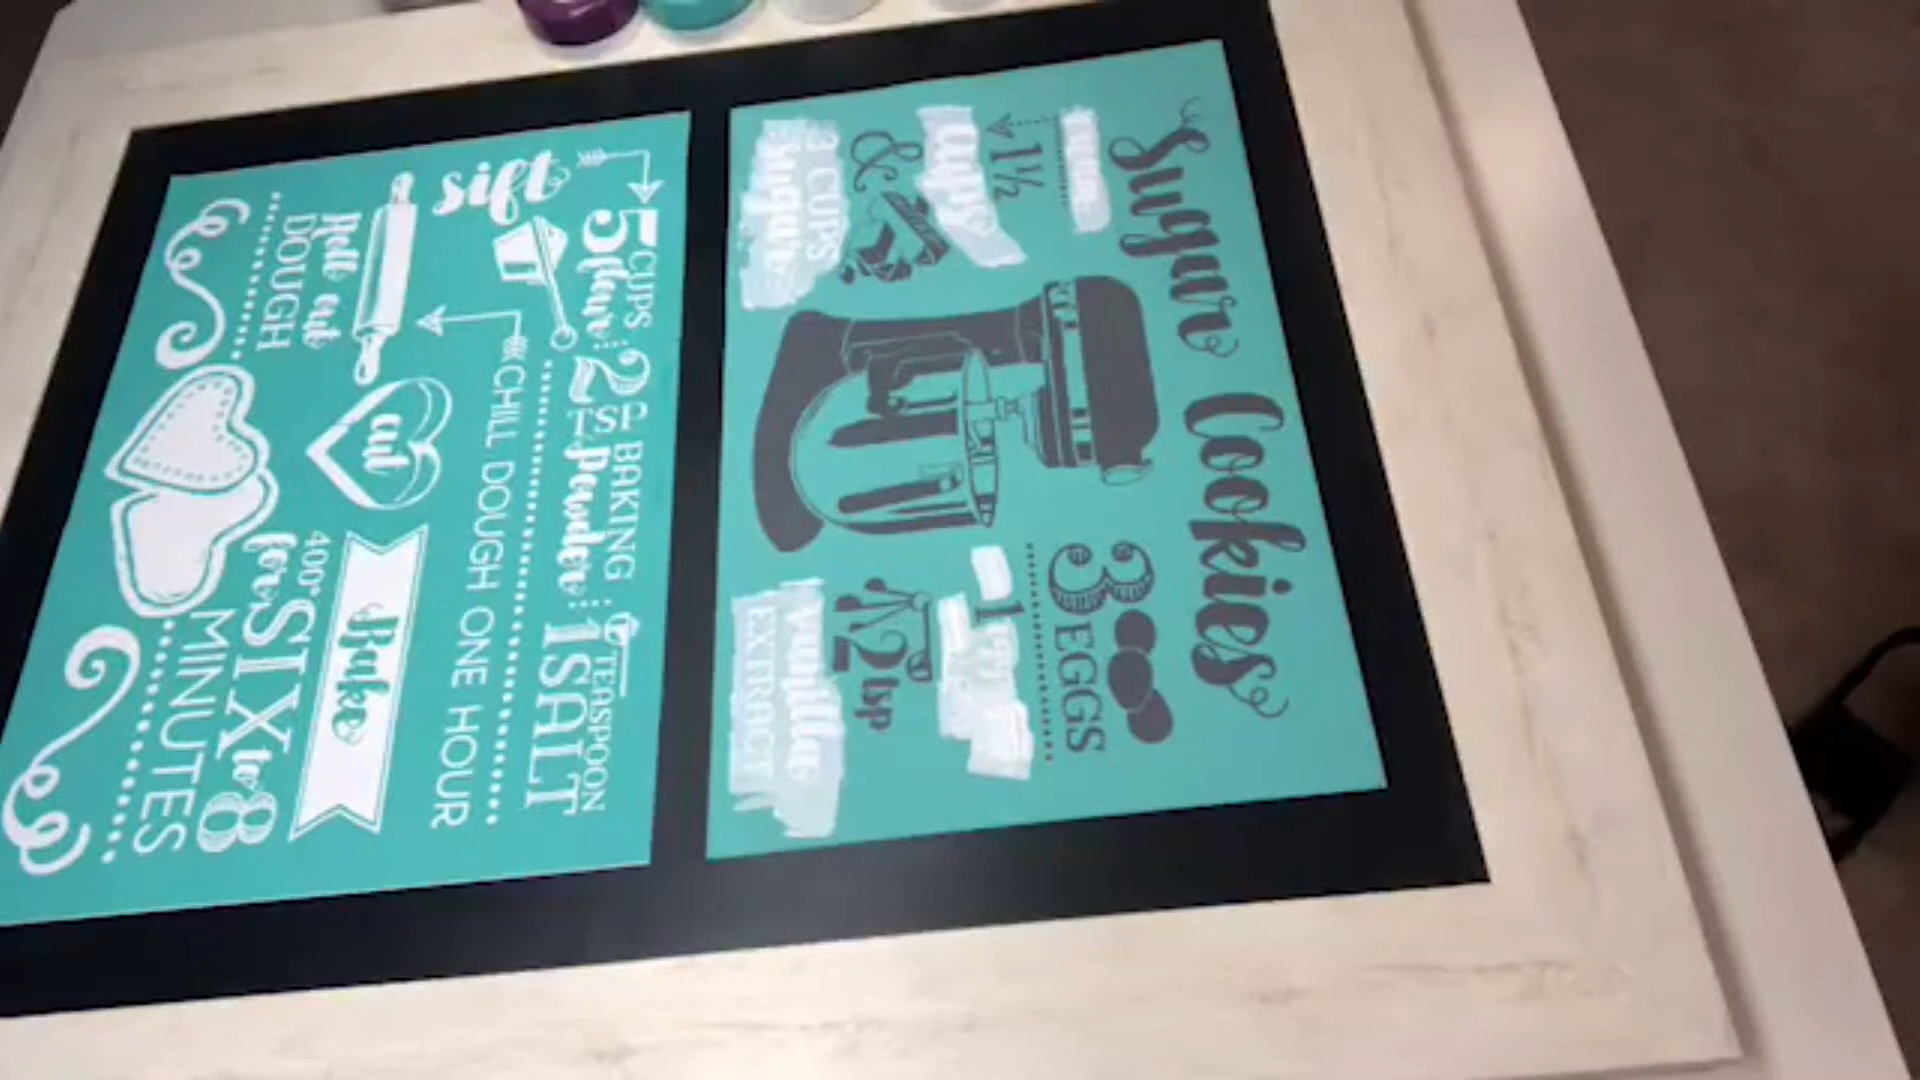 Sugar Cookies
1½
cups
&
3 CUPS
sugar
3 EGGS
1
2 tsp
vanilla
EXTRACT
sift
5 CUPS
flour
2 BAKING
powder
1 TEASPOON
SALT
CHILL DOUGH ONE HOUR
Roll out
DOUGH
cut
Bake
400°
for SIX to 8
MINUTES